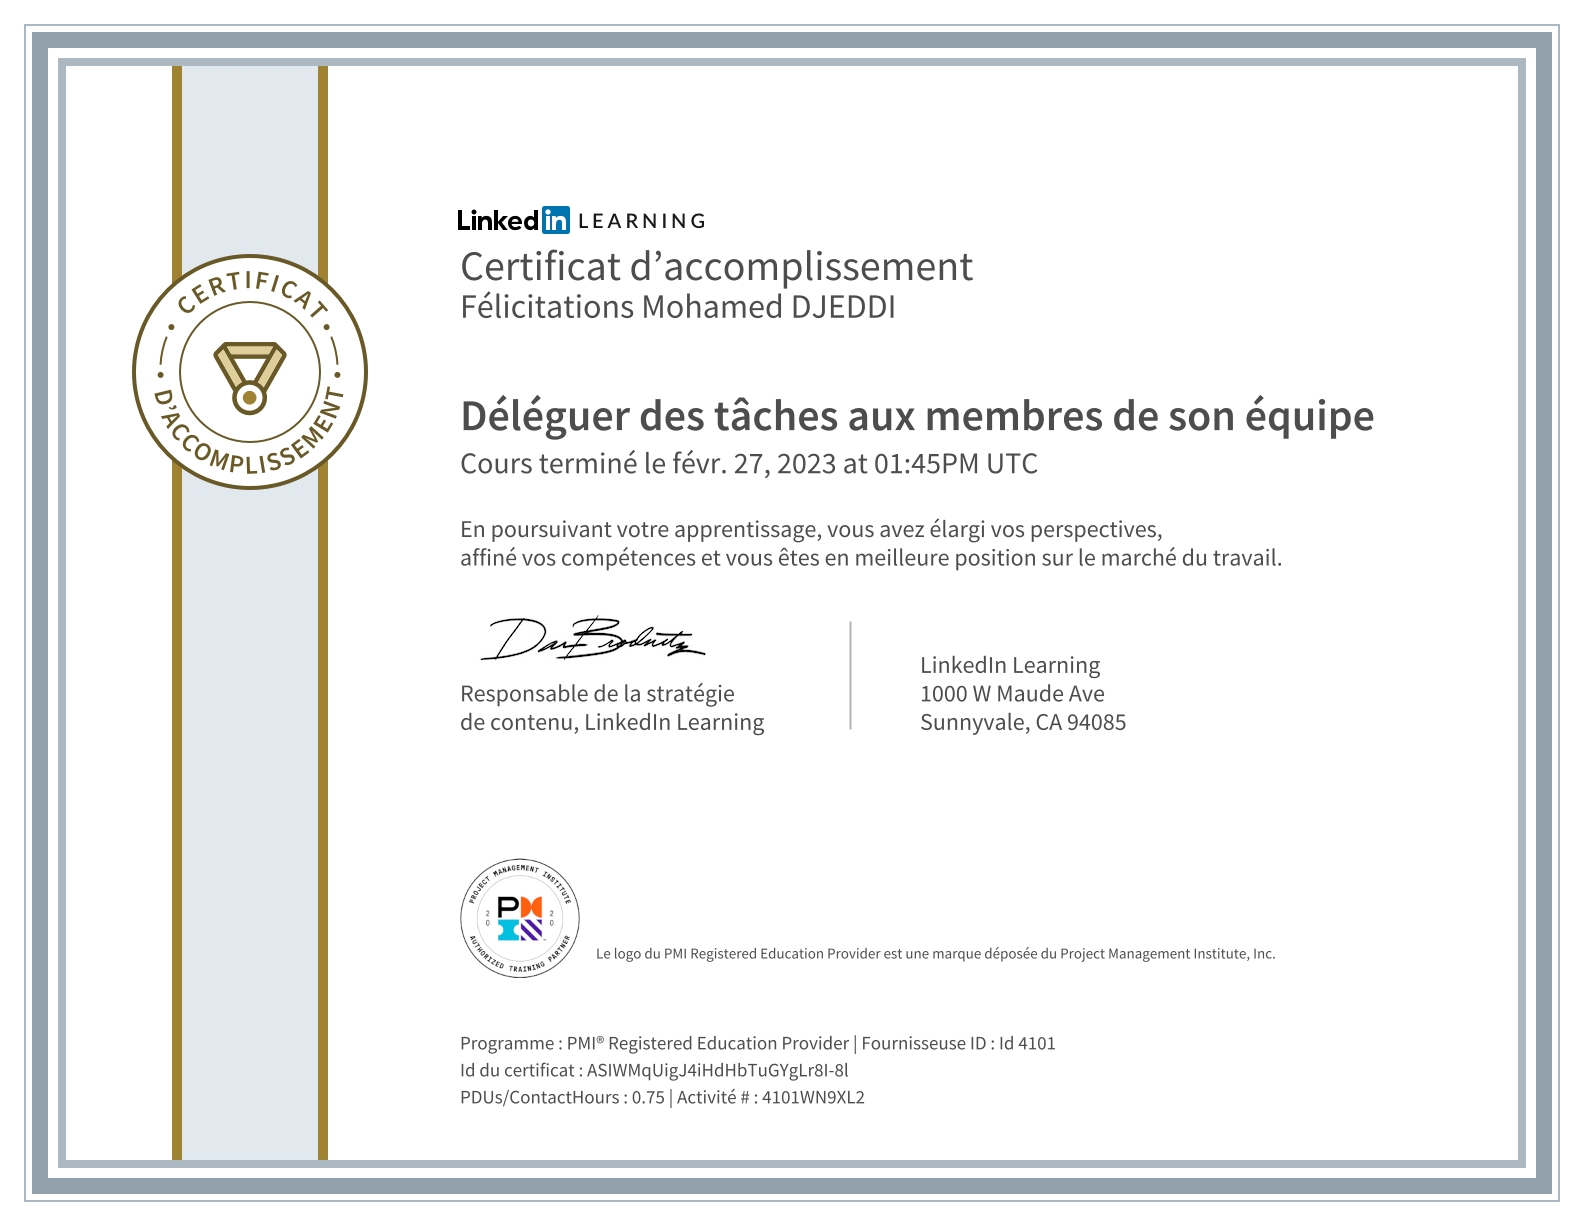 CERTIFICAT
D'ACCOMPLISSEMENT
Linked in LEARNING
Certificat d’accomplissement
Félicitations Mohamed DJEDDI
Déléguer des tâches aux membres de son équipe
Cours terminé le févr. 27, 2023 at 01:45PM UTC
En poursuivant votre apprentissage, vous avez élargi vos perspectives,
affiné vos compétences et vous êtes en meilleure position sur le marché du travail.
Dan Brodnitz
Responsable de la stratégie
de contenu, LinkedIn Learning
LinkedIn Learning
1000 W Maude Ave
Sunnyvale, CA 94085
PROJECT MANAGEMENT INSTITUTE
20 20
AUTHORIZED TRAINING PARTNER
Le logo du PMI Registered Education Provider est une marque déposée du Project Management Institute, Inc.
Programme : PMI® Registered Education Provider | Fournisseuse ID : Id 4101
Id du certificat : ASIWMqUigJ4iHdHbTuGYgLr8I-8l
PDUs/ContactHours : 0.75 | Activité # : 4101WN9XL2